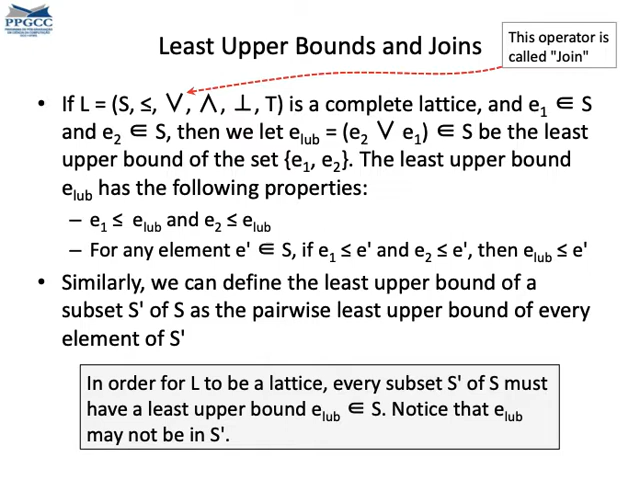 PPGCC
Least Upper Bounds and Joins
This operator is
called "Join"
• If L = (S, ≤, ∨, ∧, ⊥, T) is a complete lattice, and e₁ ∈ S
and e₂ ∈ S, then we let eₗᵤb = (e₂ ∨ e₁) ∈ S be the least
upper bound of the set {e₁, e₂}. The least upper bound
eₗᵤb has the following properties:
– e₁ ≤ eₗᵤb and e₂ ≤ eₗᵤb
– For any element e' ∈ S, if e₁ ≤ e' and e₂ ≤ e', then eₗᵤb ≤ e'
• Similarly, we can define the least upper bound of a
subset S' of S as the pairwise least upper bound of every
element of S'
In order for L to be a lattice, every subset S' of S must
have a least upper bound eₗᵤb ∈ S. Notice that eₗᵤb
may not be in S'.